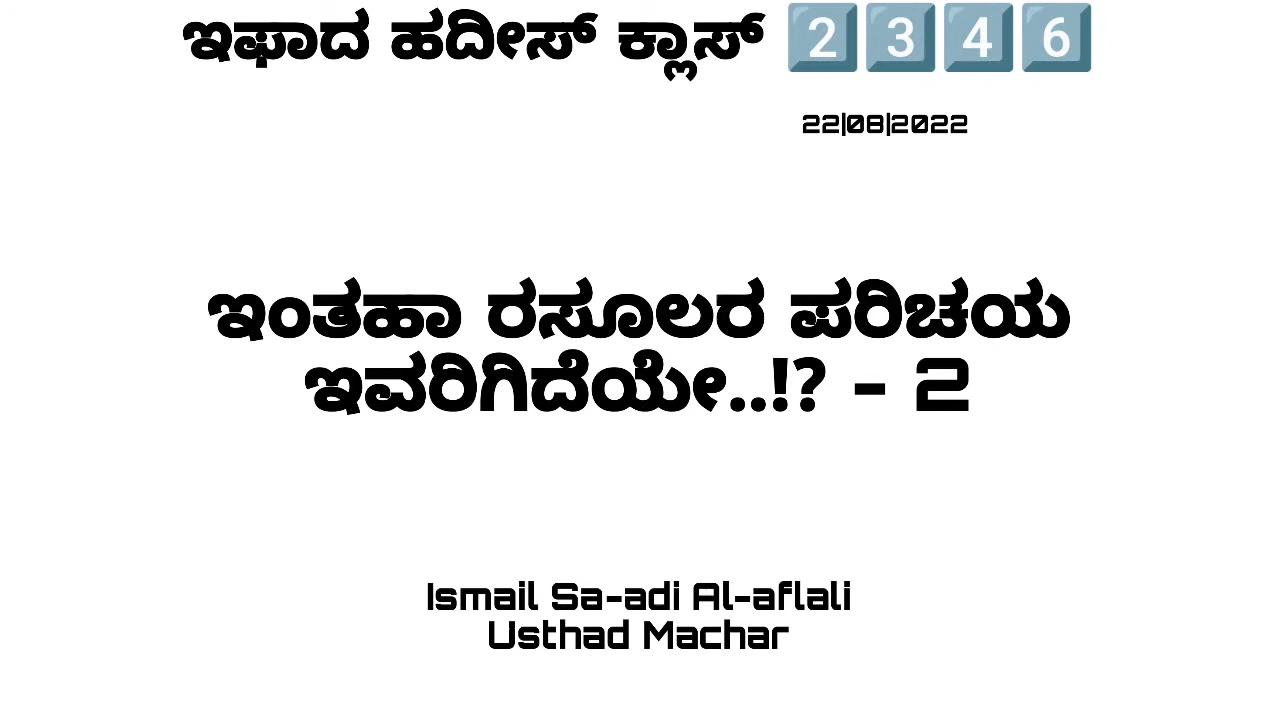 ಇಫಾದ ಹದೀಸ್ ಕ್ಲಾಸ್ 2️⃣3️⃣4️⃣6️⃣
22|08|2022
ಇಂತಹಾ ರಸೂಲರ ಪರಿಚಯ
ಇವರಿಗಿದೆಯೇ..!? - 2
Ismail Sa-adi Al-aflali
Usthad Machar